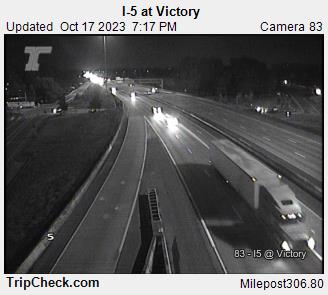 I-5 at Victory
Updated Oct 17 2023 7:17 PM Camera 83
T
5
83 - I5 @ Victory
TripCheck.com Milepost306.80